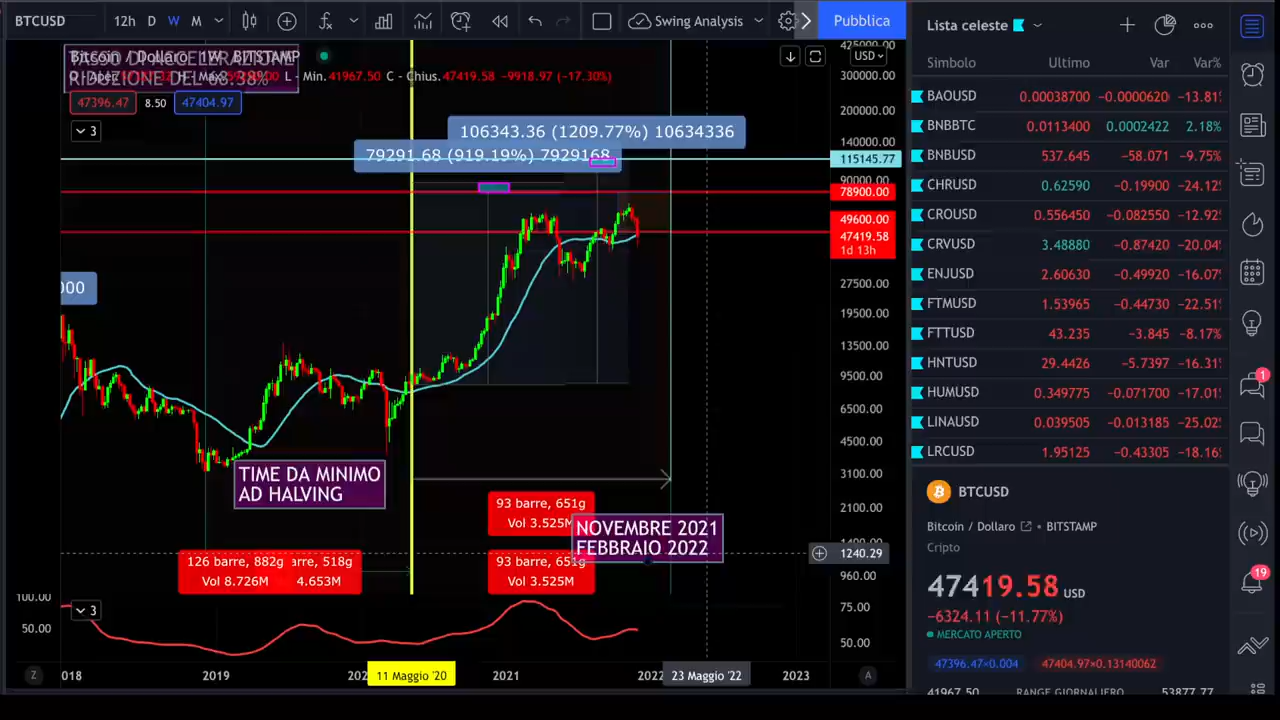 BTCUSD
12h D W M
Swing Analysis
Pubblica
Lista celeste
Bitcoin / Dollaro 1W BITSTAMP
RIDUZIONE DEL 68.38%
L - Min. 41967.50 C - Chius. 47419.58 −9918.97 (−17.30%)
47396.47 8.50 47404.97
3
USD
425000.00
300000.00
200000.00
140000.00
115145.77
90000.00
78900.00
49600.00
47419.58
1d 13h
27500.00
19500.00
13500.00
9500.00
6500.00
4500.00
3100.00
2100.00
1240.29
960.00
106343.36 (1209.77%) 10634336
79291.68 (919.19%) 7929168
000
TIME DA MINIMO
AD HALVING
93 barre, 651g
Vol 3.525M
NOVEMBRE 2021
FEBBRAIO 2022
126 barre, 882g
Vol 8.726M
rre, 518g
4.653M
93 barre, 651g
Vol 3.525M
100.00
50.00
3
75.00
50.00
Z
018
2019
11 Maggio '20
2021
2022
23 Maggio '22
2023
A
Simbolo Ultimo Var Var%
BAOUSD 0.00038700 −0.0000620 −13.81%
BNBBTC 0.0113400 0.0002422 2.18%
BNBUSD 537.645 −58.071 −9.75%
CHRUSD 0.62590 −0.19900 −24.12%
CROUSD 0.556450 −0.082550 −12.92%
CRVUSD 3.48880 −0.87420 −20.04%
ENJUSD 2.60630 −0.49920 −16.07%
FTMUSD 1.53965 −0.44730 −22.51%
FTTUSD 43.235 −3.845 −8.17%
HNTUSD 29.4426 −5.7397 −16.31%
HUMUSD 0.349775 −0.071700 −17.01%
LINAUSD 0.039505 −0.013185 −25.02%
LRCUSD 1.95125 −0.43305 −18.16%
BTCUSD
Bitcoin / Dollaro • BITSTAMP
Cripto
47419.58 USD
−6324.11 (−11.77%)
MERCATO APERTO
47396.47×0.004 47404.97×0.13140062
41967.50 RANGE GIORNALIERO 53877.77
1
19